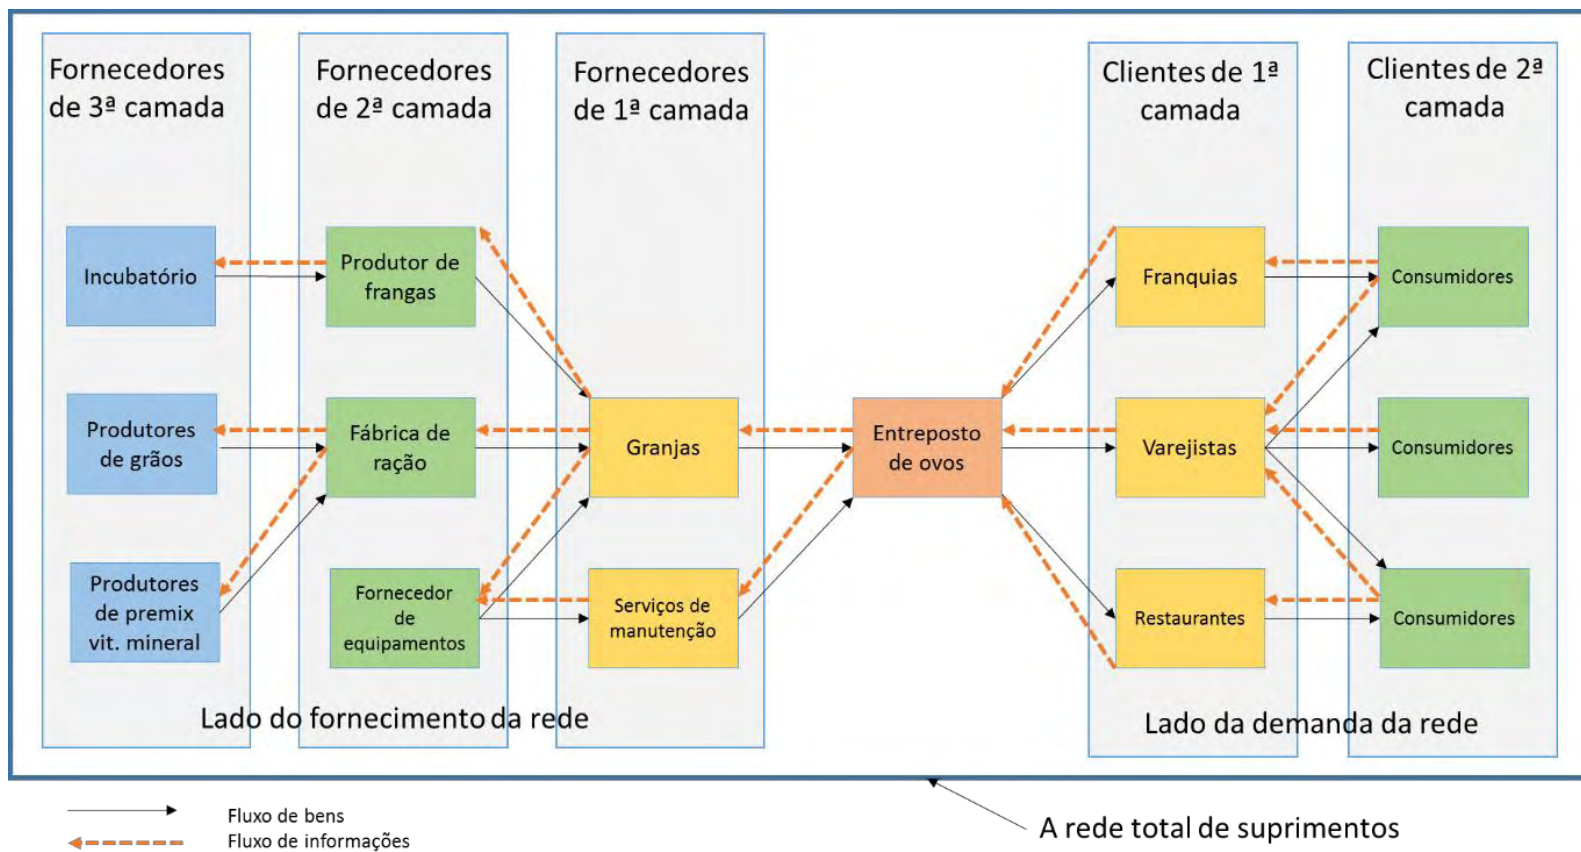 Fornecedores
de 3ª camada
Fornecedores
de 2ª camada
Fornecedores
de 1ª camada
Clientes de 1ª
camada
Clientes de 2ª
camada
Incubatório
Produtor de
frangas
Franquias
Consumidores
Produtores
de grãos
Fábrica de
ração
Granjas
Entreposto
de ovos
Varejistas
Consumidores
Produtores
de premix
vit. mineral
Fornecedor
de
equipamentos
Serviços de
manutenção
Restaurantes
Consumidores
Lado do fornecimento da rede
Lado da demanda da rede
Fluxo de bens
Fluxo de informações
A rede total de suprimentos